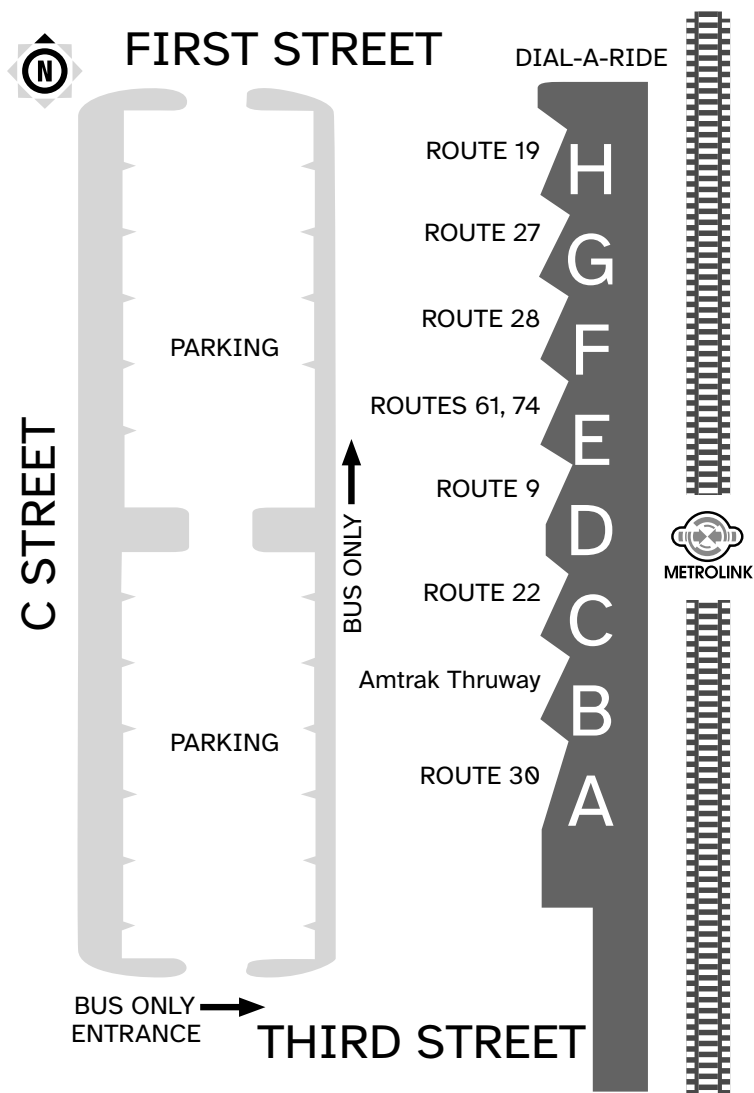 FIRST STREET
N
DIAL-A-RIDE
ROUTE 19
H
ROUTE 27
G
ROUTE 28
F
PARKING
ROUTES 61, 74
E
ROUTE 9
D
C STREET
BUS ONLY
METROLINK
ROUTE 22
C
Amtrak Thruway
B
PARKING
ROUTE 30
A
BUS ONLY
ENTRANCE
THIRD STREET